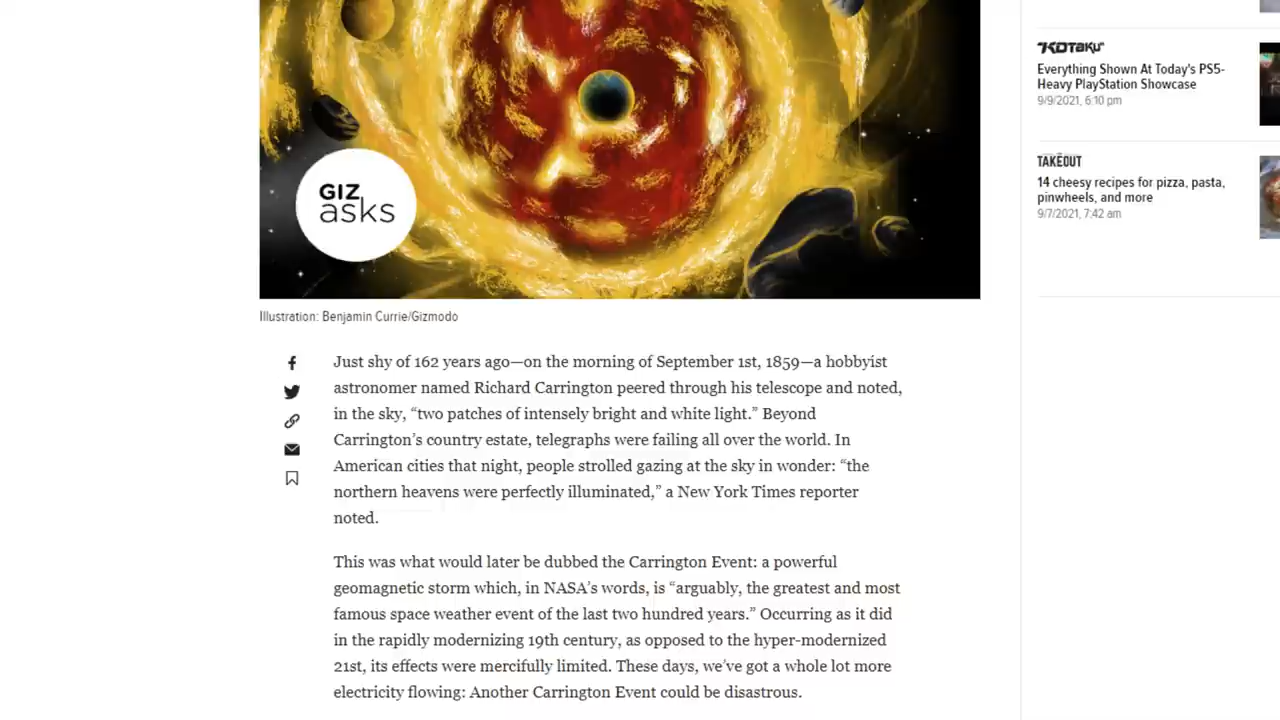 GIZ
asks
Illustration: Benjamin Currie/Gizmodo
Just shy of 162 years ago—on the morning of September 1st, 1859—a hobbyist
astronomer named Richard Carrington peered through his telescope and noted,
in the sky, “two patches of intensely bright and white light.” Beyond
Carrington’s country estate, telegraphs were failing all over the world. In
American cities that night, people strolled gazing at the sky in wonder: “the
northern heavens were perfectly illuminated,” a New York Times reporter
noted.
This was what would later be dubbed the Carrington Event: a powerful
geomagnetic storm which, in NASA’s words, is “arguably, the greatest and most
famous space weather event of the last two hundred years.” Occurring as it did
in the rapidly modernizing 19th century, as opposed to the hyper-modernized
21st, its effects were mercifully limited. These days, we’ve got a whole lot more
electricity flowing: Another Carrington Event could be disastrous.
KOTaKU
Everything Shown At Today's PS5-
Heavy PlayStation Showcase
9/9/2021, 6:10 pm
TAKEOUT
14 cheesy recipes for pizza, pasta,
pinwheels, and more
9/7/2021, 7:42 am